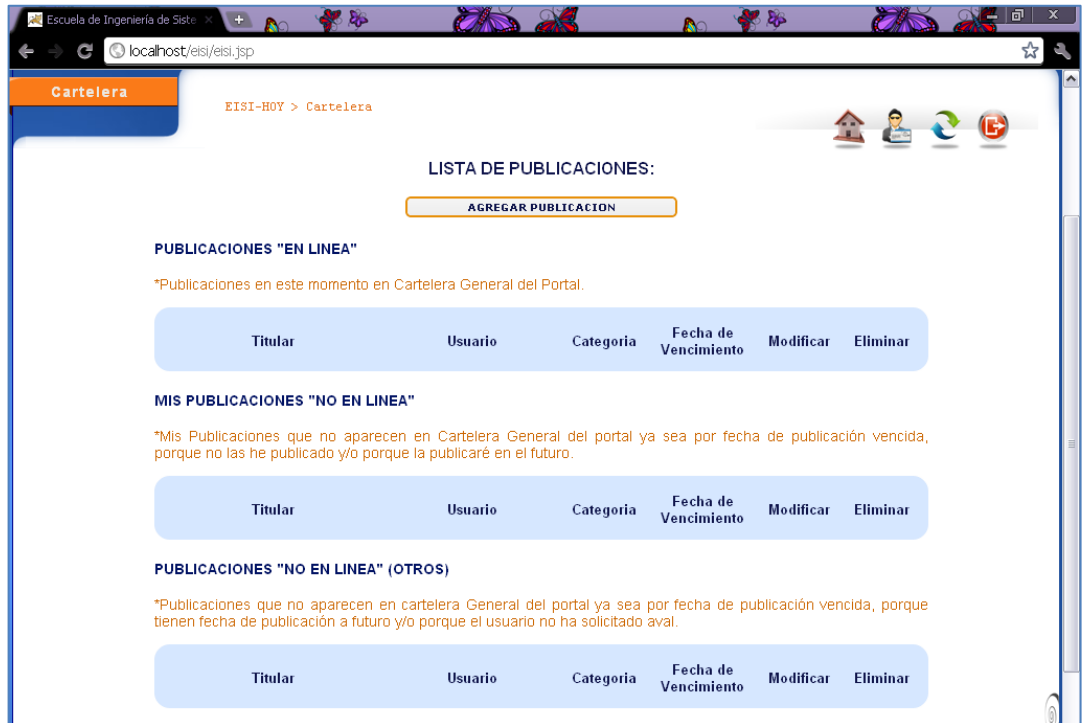 Escuela de Ingeniería de Siste
localhost/eisi/eisi.jsp
Cartelera
EISI-HOY > Cartelera
LISTA DE PUBLICACIONES:
AGREGAR PUBLICACION
PUBLICACIONES "EN LINEA"
*Publicaciones en este momento en Cartelera General del Portal.
Titular Usuario Categoria Fecha de Vencimiento Modificar Eliminar
MIS PUBLICACIONES "NO EN LINEA"
*Mis Publicaciones que no aparecen en Cartelera General del portal ya sea por fecha de publicación vencida,
porque no las he publicado y/o porque la publicaré en el futuro.
Titular Usuario Categoria Fecha de Vencimiento Modificar Eliminar
PUBLICACIONES "NO EN LINEA" (OTROS)
*Publicaciones que no aparecen en cartelera General del portal ya sea por fecha de publicación vencida, porque
tienen fecha de publicación a futuro y/o porque el usuario no ha solicitado aval.
Titular Usuario Categoria Fecha de Vencimiento Modificar Eliminar